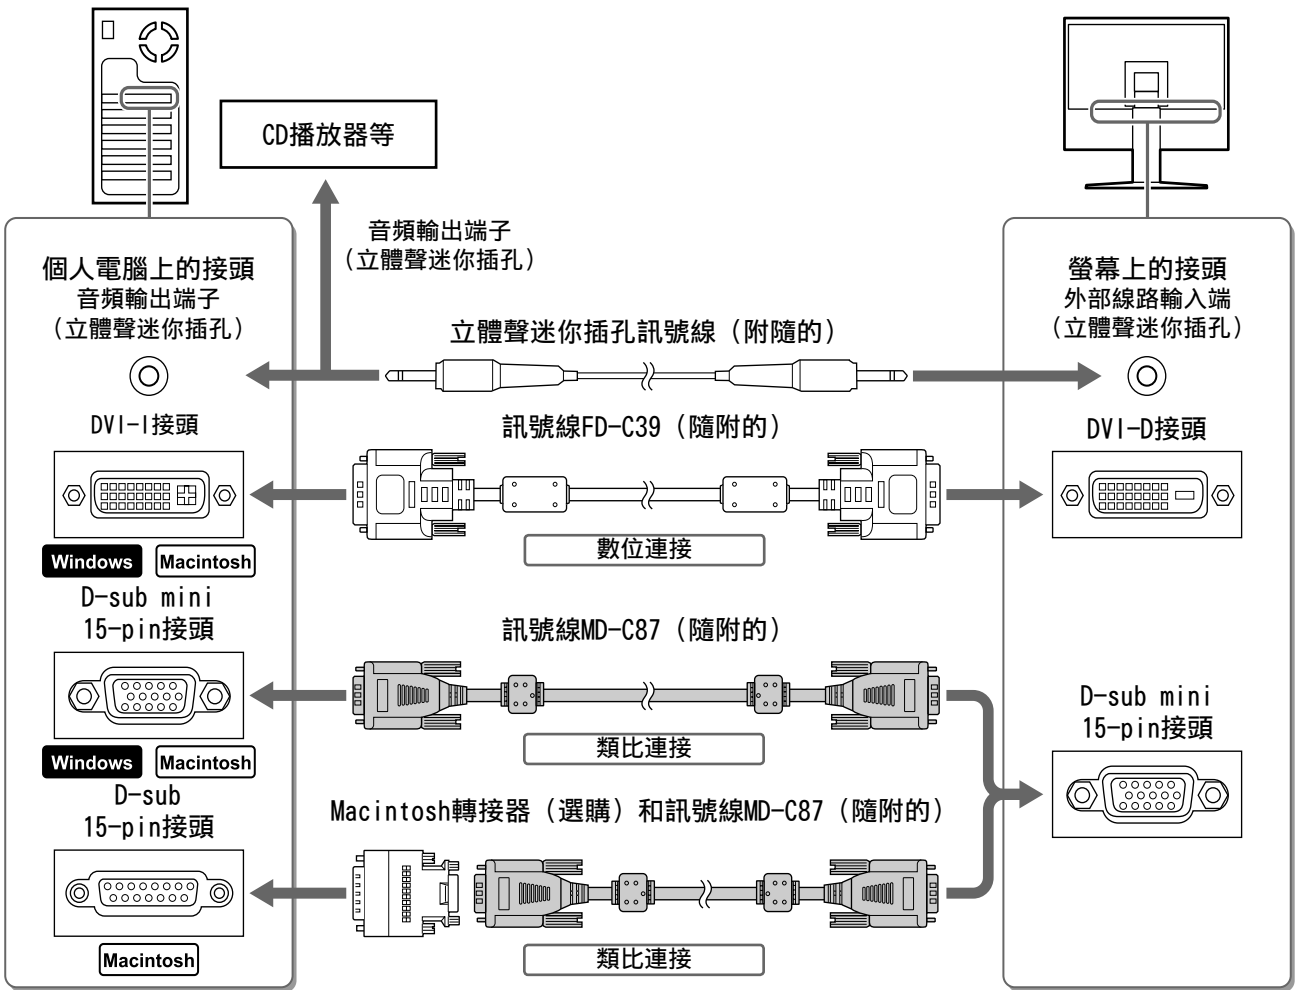 CD播放器等
音頻輸出端子
（立體聲迷你插孔）
個人電腦上的接頭
音頻輸出端子
（立體聲迷你插孔）
螢幕上的接頭
外部線路輸入端
（立體聲迷你插孔）
立體聲迷你插孔訊號線（附隨的）
DVI-I接頭
訊號線FD-C39（隨附的）
DVI-D接頭
數位連接
Windows Macintosh
D-sub mini
15-pin接頭
訊號線MD-C87（隨附的）
類比連接
D-sub mini
15-pin接頭
Windows Macintosh
D-sub
15-pin接頭
Macintosh轉接器（選購）和訊號線MD-C87（隨附的）
類比連接
Macintosh